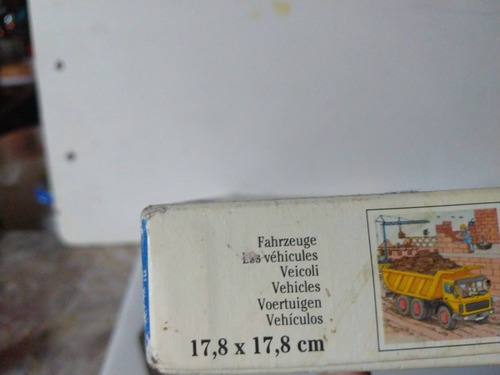 Fahrzeuge
Les véhicules
Veicoli
Vehicles
Voertuigen
Vehículos
17,8 x 17,8 cm